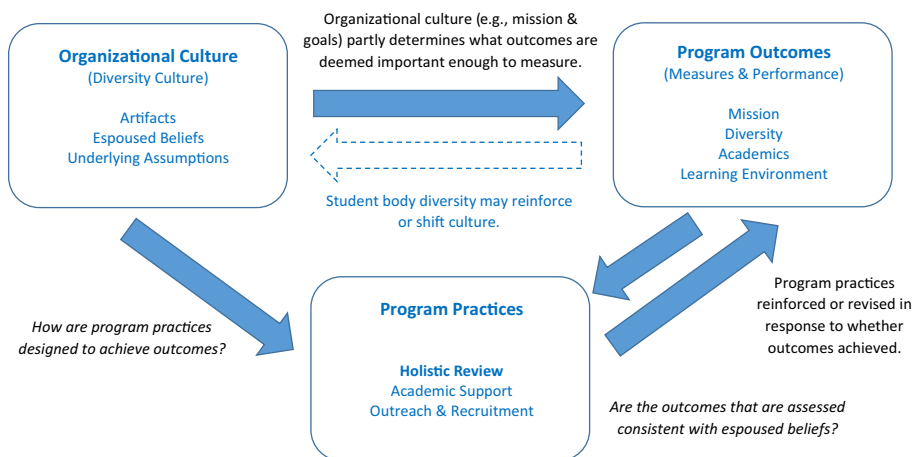 Organizational Culture
(Diversity Culture)
Artifacts
Espoused Beliefs
Underlying Assumptions
Organizational culture (e.g., mission &
goals) partly determines what outcomes are
deemed important enough to measure.
Student body diversity may reinforce
or shift culture.
Program Outcomes
(Measures & Performance)
Mission
Diversity
Academics
Learning Environment
How are program practices
designed to achieve outcomes?
Program Practices
Holistic Review
Academic Support
Outreach & Recruitment
Program practices
reinforced or revised in
response to whether
outcomes achieved.
Are the outcomes that are assessed
consistent with espoused beliefs?